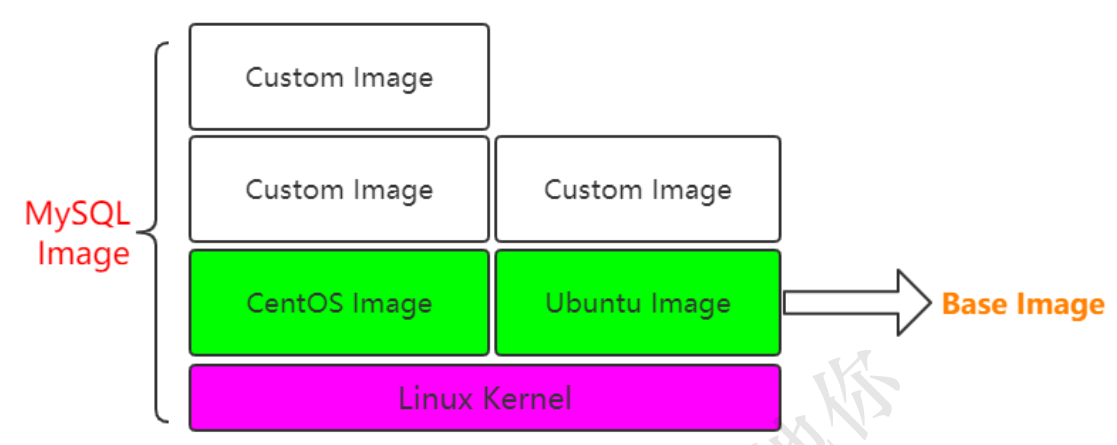 Custom Image
Custom Image
Custom Image
MySQL
Image
CentOS Image
Ubuntu Image
Base Image
Linux Kernel